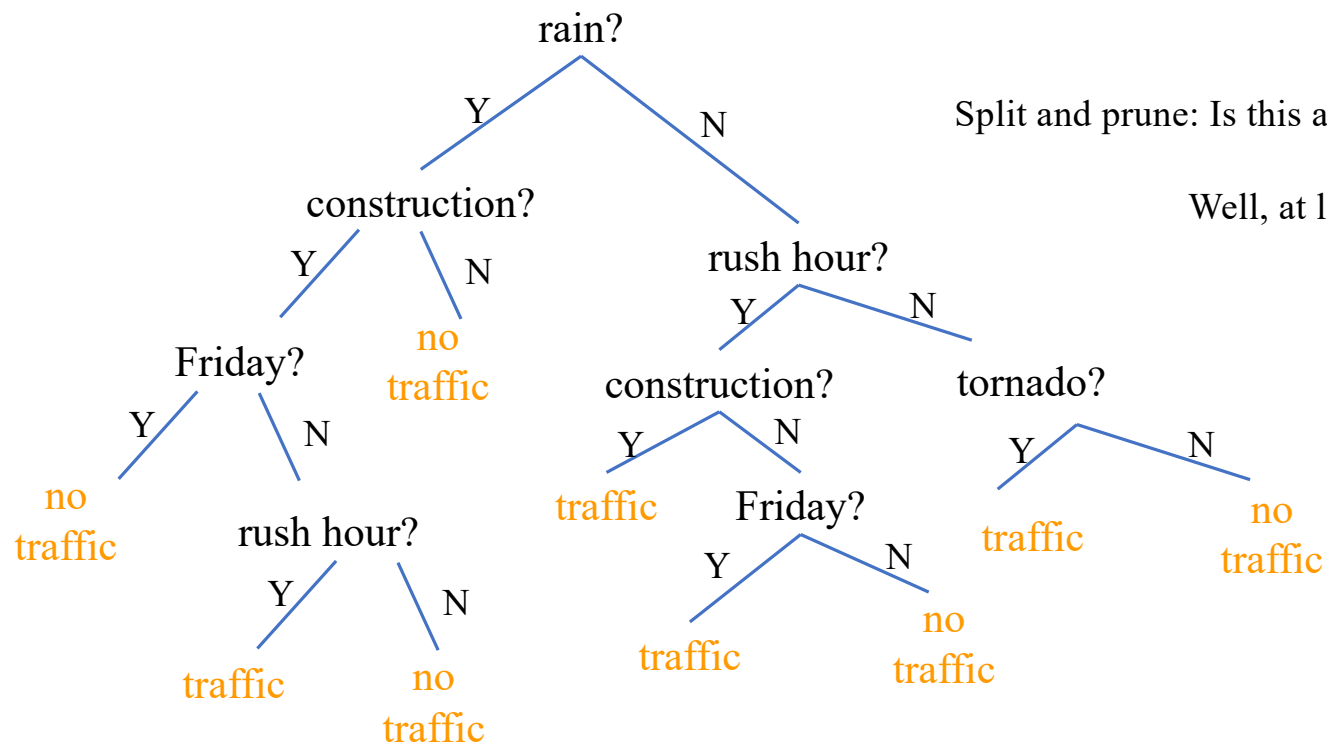 rain?
Y
N
Split and prune: Is this a
Well, at l
construction?
rush hour?
Y
N
Y
N
no
traffic
Friday?
construction?
tornado?
Y
N
Y
N
Y
N
no
traffic
rush hour?
traffic
Friday?
traffic
no
traffic
Y
N
Y
N
traffic
no
traffic
traffic
no
traffic